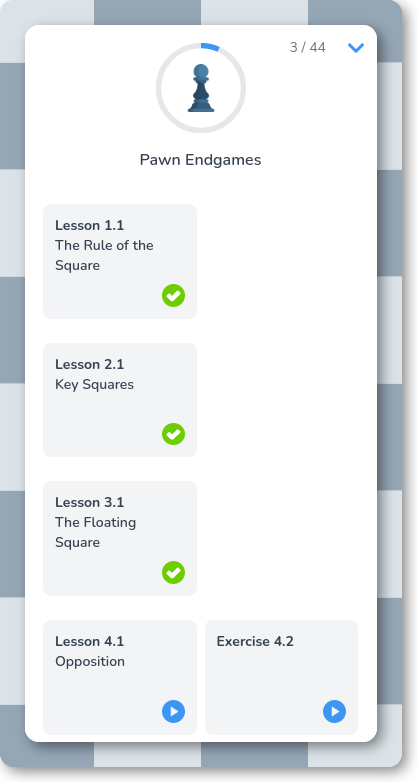 3 / 44
Pawn Endgames
Lesson 1.1
The Rule of the
Square
Lesson 2.1
Key Squares
Lesson 3.1
The Floating
Square
Lesson 4.1
Opposition
Exercise 4.2